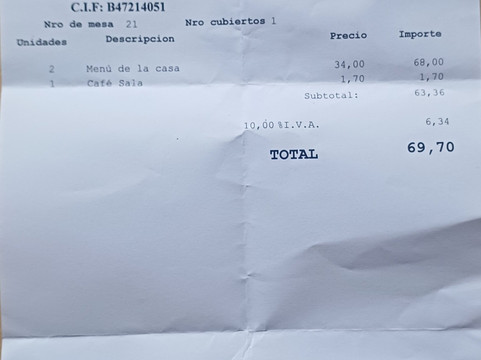 C.I.F: B47214051
Nro de mesa 21 Nro cubiertos 1
Unidades Descripcion Precio Importe
2 Menú de la casa 34,00 68,00
1 Café Sala 1,70 1,70
Subtotal: 63,36
10,00 %I.V.A. 6,34
TOTAL 69,70